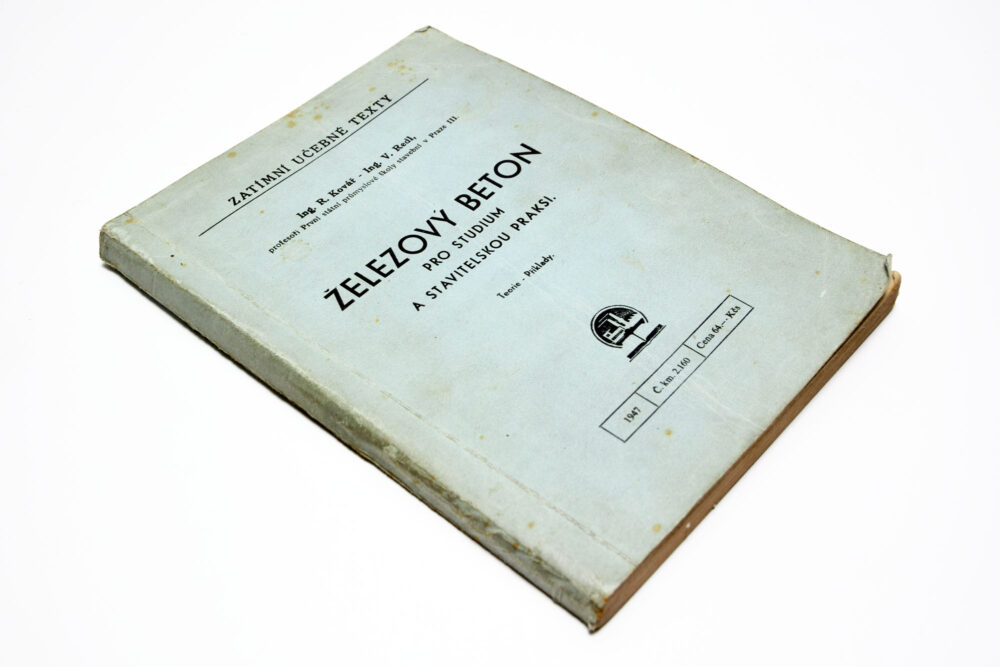 ZATÍMNÍ UČEBNÉ TEXTY
Ing. R. Kovář - Ing. V. Redl,
profesoři První státní průmyslové školy stavební v Praze III.
ŽELEZOVÝ BETON
PRO STUDIUM
A STAVITELSKOU PRAKSI.
Teorie - Příklady.
1947 Č. km. 2.160 Cena 64.— Kčs